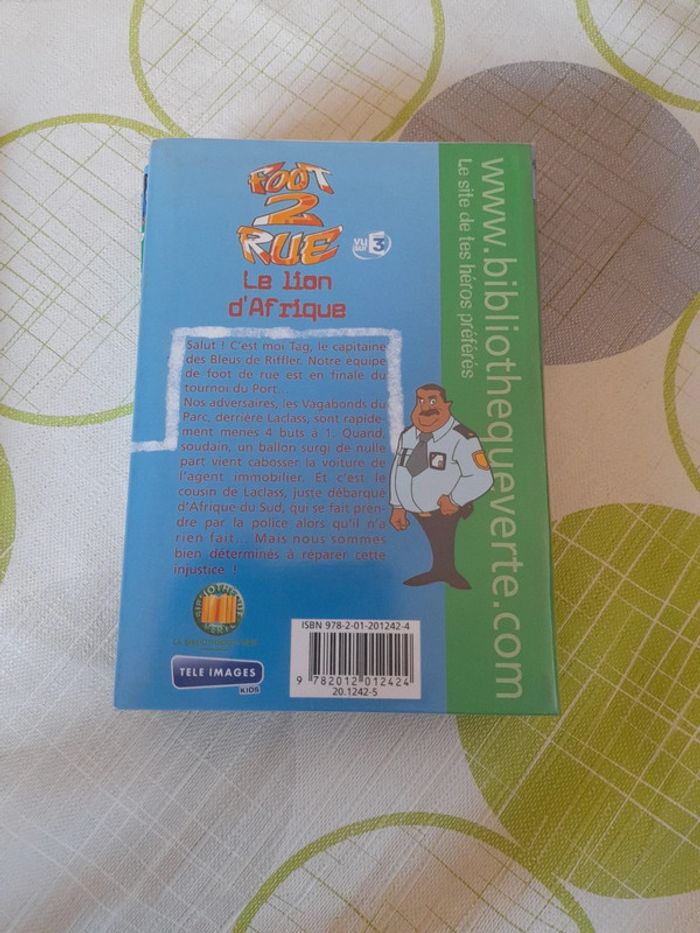 FOOT
2
RUE
VU
SUR
3
Le lion
d'Afrique
Salut ! C'est moi Tag, le capitaine
des Bleus de Riffler. Notre équipe
de foot de rue est en finale du
tournoi du Port...
Nos adversaires, les Vagabonds du
Parc, derrière Laclass, sont rapide-
ment menés 4 buts à 1. Quand,
soudain, un ballon surgi de nulle
part vient cabosser la voiture de
l'agent immobilier. Et c'est le
cousin de Laclass, juste débarqué
d'Afrique du Sud, qui se fait pren-
dre par la police alors qu'il n'a
rien fait... Mais nous sommes
bien déterminés à réparer cette
injustice !
BIBLIOTHEQUE
VERTE
LA BIBLIOTHEQUE VERTE
TELE IMAGES
KIDS
ISBN 978-2-01-201242-4
9 782012 012424
20.1242-5
www.bibliothequeverte.com
Le site de tes héros préférés